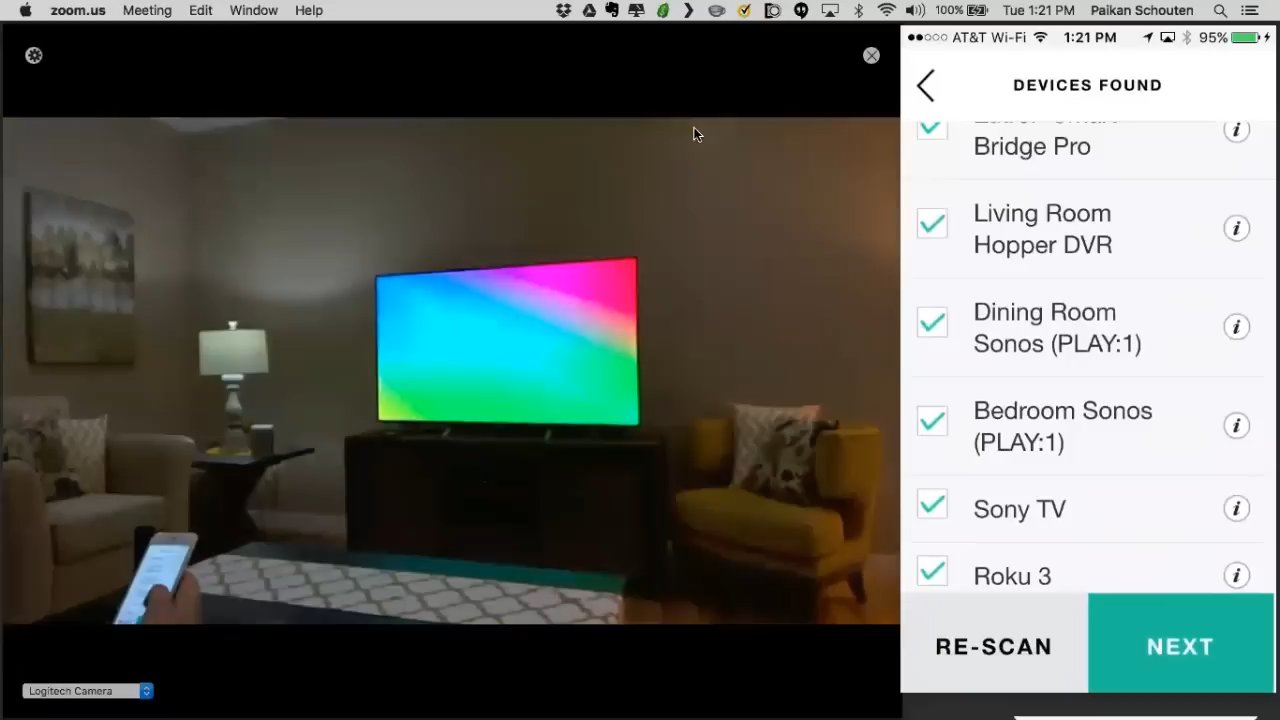 zoom.us Meeting Edit Window Help 100% Tue 1:21 PM Paikan Schouten
AT&T Wi-Fi 1:21 PM 95%
DEVICES FOUND
Bridge Pro
Living Room
Hopper DVR
Dining Room
Sonos (PLAY:1)
Bedroom Sonos
(PLAY:1)
Sony TV
Roku 3
RE-SCAN NEXT
Logitech Camera